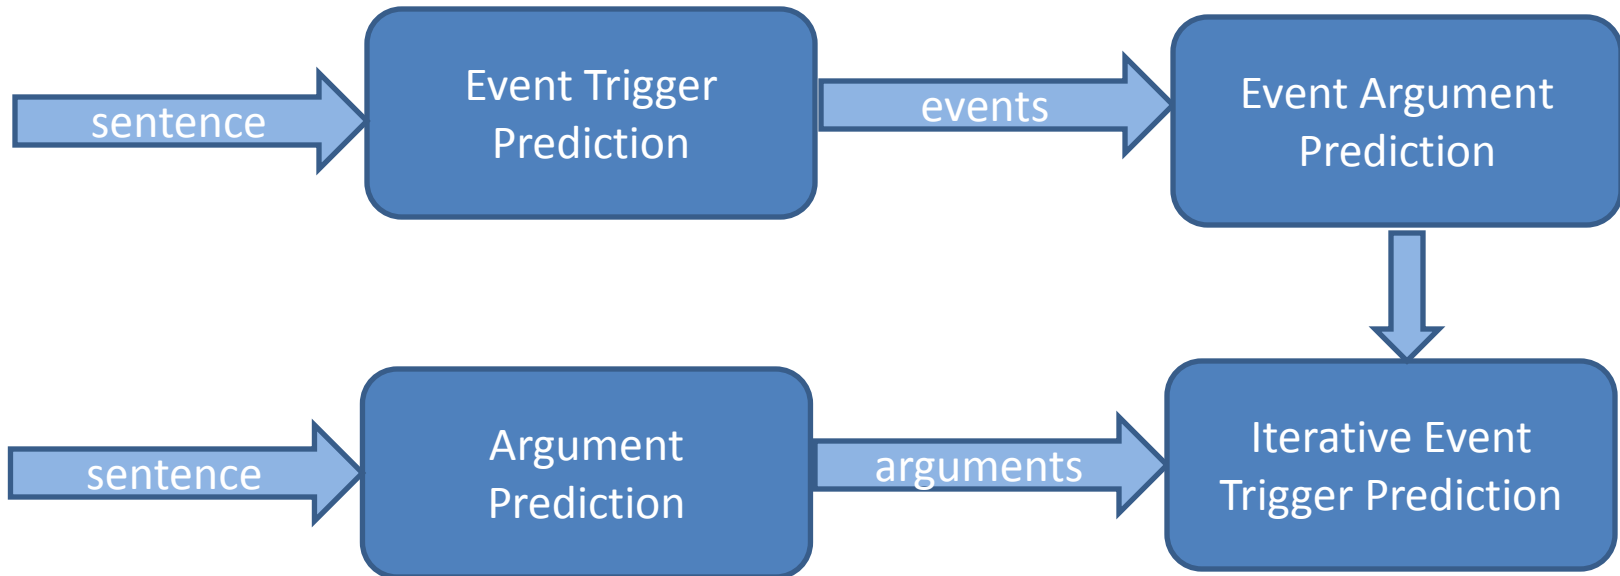 sentence
Event Trigger
Prediction
events
Event Argument
Prediction
sentence
Argument
Prediction
arguments
Iterative Event
Trigger Prediction